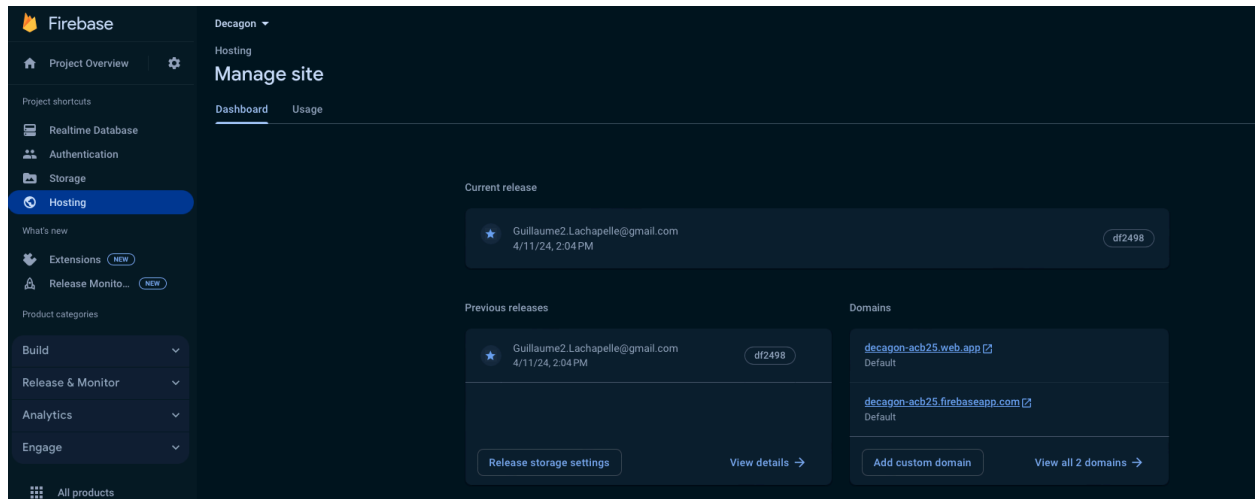 Firebase
Project Overview
Project shortcuts
Realtime Database
Authentication
Storage
Hosting
What's new
Extensions NEW
Release Monito... NEW
Product categories
Build
Release & Monitor
Analytics
Engage
All products
Decagon
Hosting
Manage site
Dashboard Usage
Current release
Guillaume2.Lachapelle@gmail.com
4/11/24, 2:04 PM
df2498
Previous releases
Guillaume2.Lachapelle@gmail.com
4/11/24, 2:04 PM
df2498
Release storage settings View details →
Domains
decagon-acb25.web.app
Default
decagon-acb25.firebaseapp.com
Default
Add custom domain View all 2 domains →